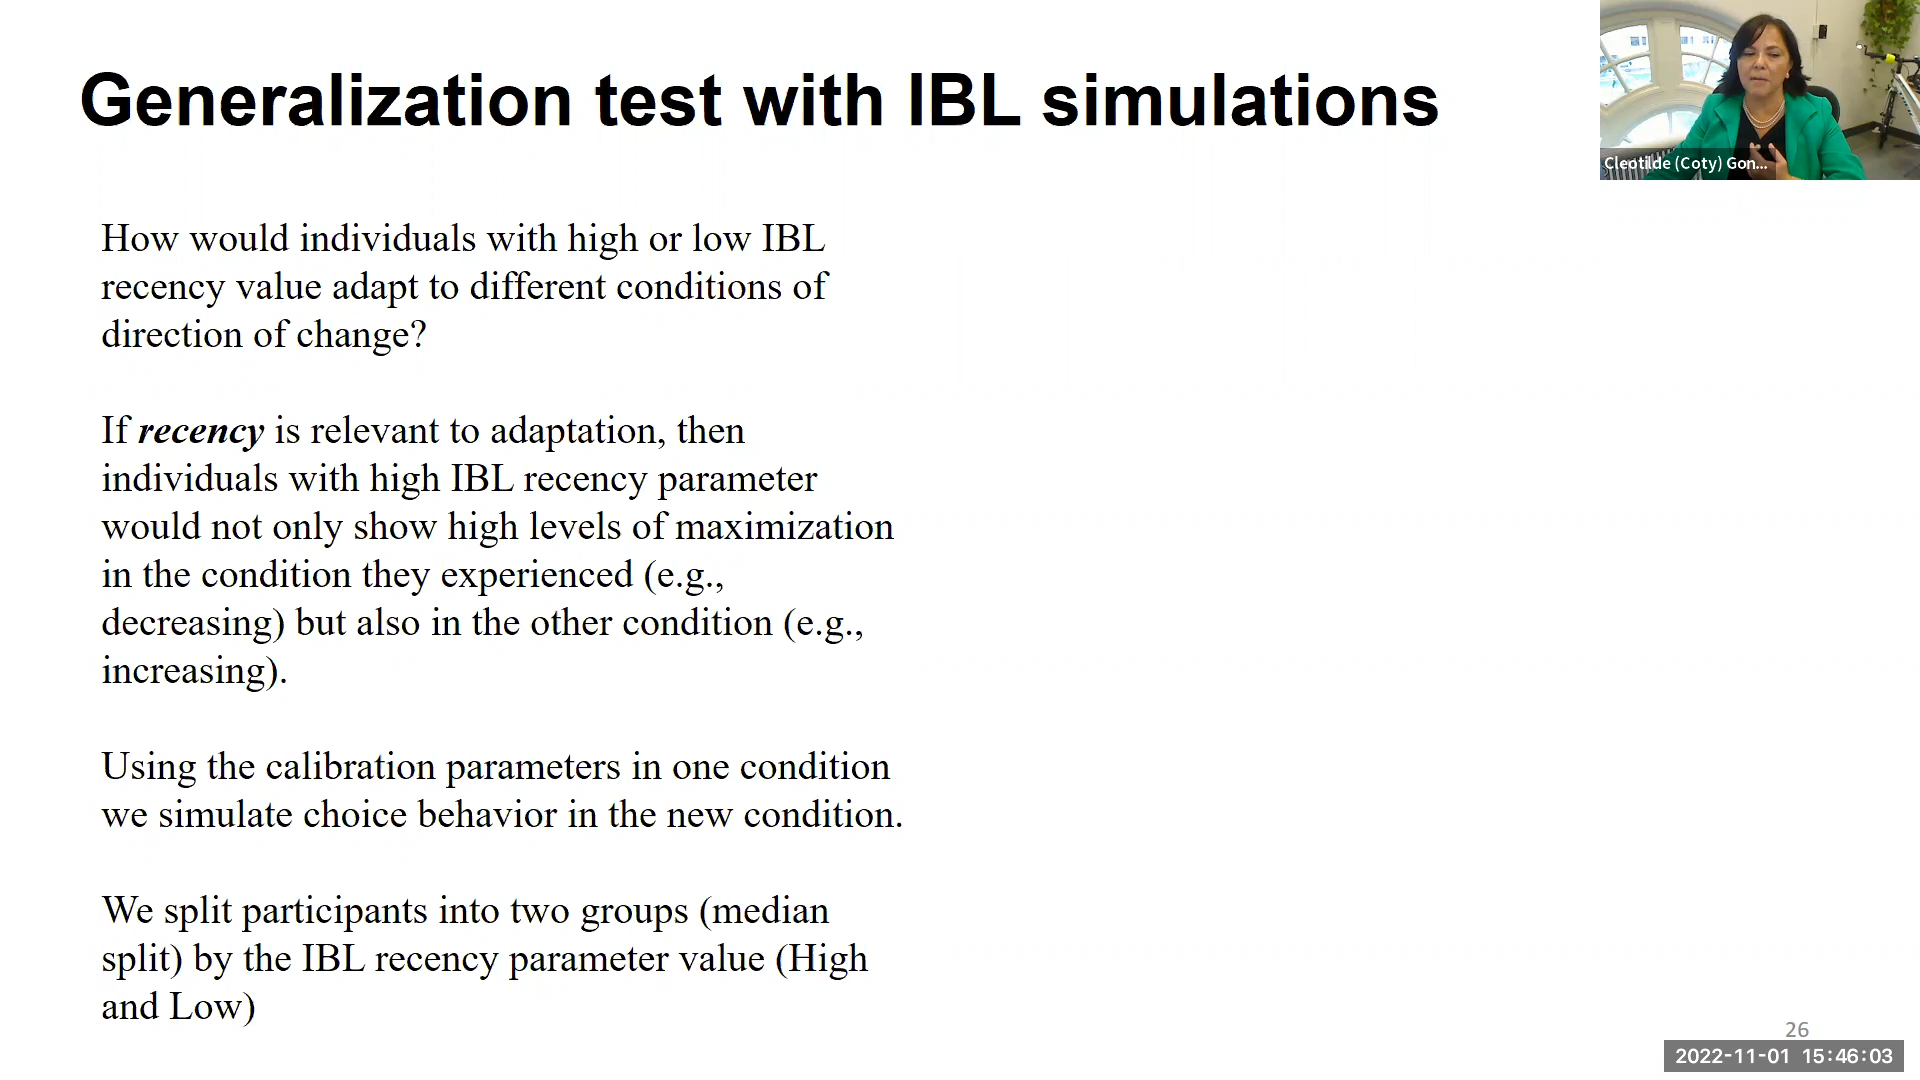 Generalization test with IBL simulations
Cleotilde (Coty) Gon...
How would individuals with high or low IBL
recency value adapt to different conditions of
direction of change?
If recency is relevant to adaptation, then
individuals with high IBL recency parameter
would not only show high levels of maximization
in the condition they experienced (e.g.,
decreasing) but also in the other condition (e.g.,
increasing).
Using the calibration parameters in one condition
we simulate choice behavior in the new condition.
We split participants into two groups (median
split) by the IBL recency parameter value (High
and Low)
26
2022-11-01 15:46:03